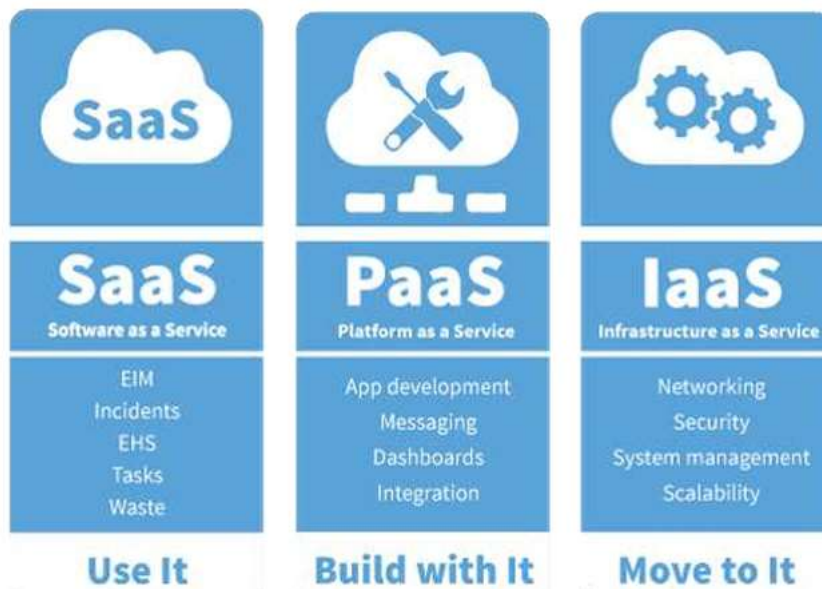 SaaS
SaaS
Software as a Service
EIM
Incidents
EHS
Tasks
Waste
Use It
PaaS
Platform as a Service
App development
Messaging
Dashboards
Integration
Build with It
IaaS
Infrastructure as a Service
Networking
Security
System management
Scalability
Move to It